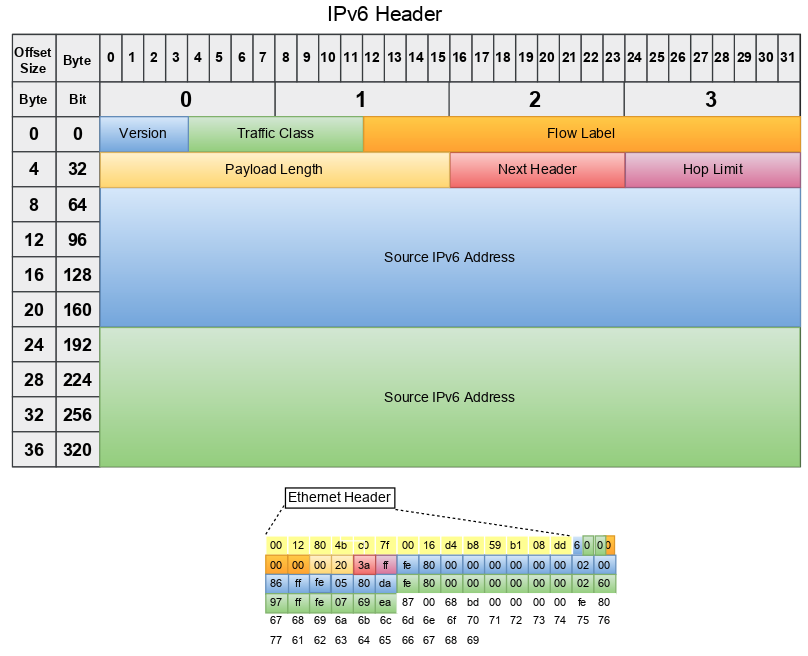 IPv6 Header
Offset Size Byte 0 1 2 3 4 5 6 7 8 9 10 11 12 13 14 15 16 17 18 19 20 21 22 23 24 25 26 27 28 29 30 31
Byte Bit 0 1 2 3
0 0 Version Traffic Class Flow Label
4 32 Payload Length Next Header Hop Limit
8 64
12 96
Source IPv6 Address
16 128
20 160
24 192
28 224
Source IPv6 Address
32 256
36 320
Ethernet Header
00 12 80 4b c0 7f 00 16 d4 b8 59 b1 08 dd 6 0 0 0
00 00 00 20 3a ff fe 80 00 00 00 00 00 00 02 00
86 ff fe 05 80 da fe 80 00 00 00 00 00 00 02 60
97 ff fe 07 69 ea 87 00 68 bd 00 00 00 00 fe 80
67 68 69 6a 6b 6c 6d 6e 6f 70 71 72 73 74 75 76
77 61 62 63 64 65 66 67 68 69